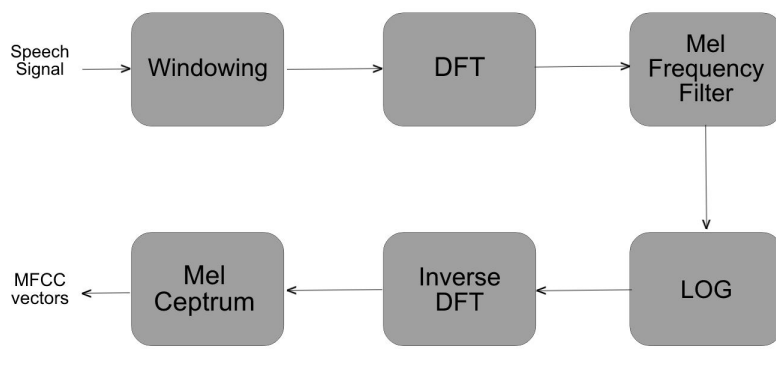 Speech
Signal
Windowing
DFT
Mel
Frequency
Filter
LOG
Inverse
DFT
Mel
Ceptrum
MFCC
vectors